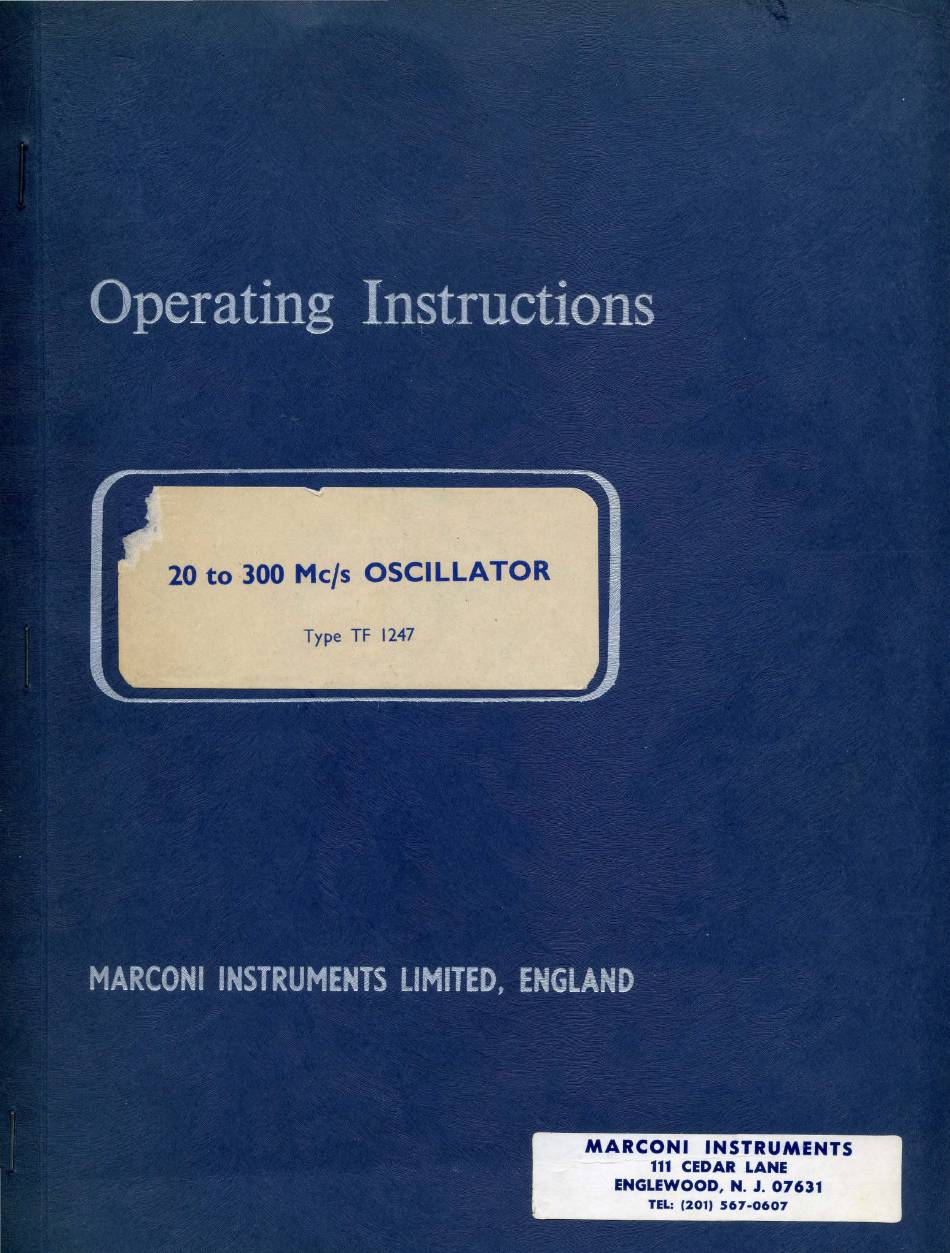 Operating Instructions
20 to 300 Mc/s OSCILLATOR
Type TF 1247
MARCONI INSTRUMENTS LIMITED, ENGLAND
MARCONI INSTRUMENTS
111 CEDAR LANE
ENGLEWOOD, N. J. 07631
TEL: (201) 567-0607